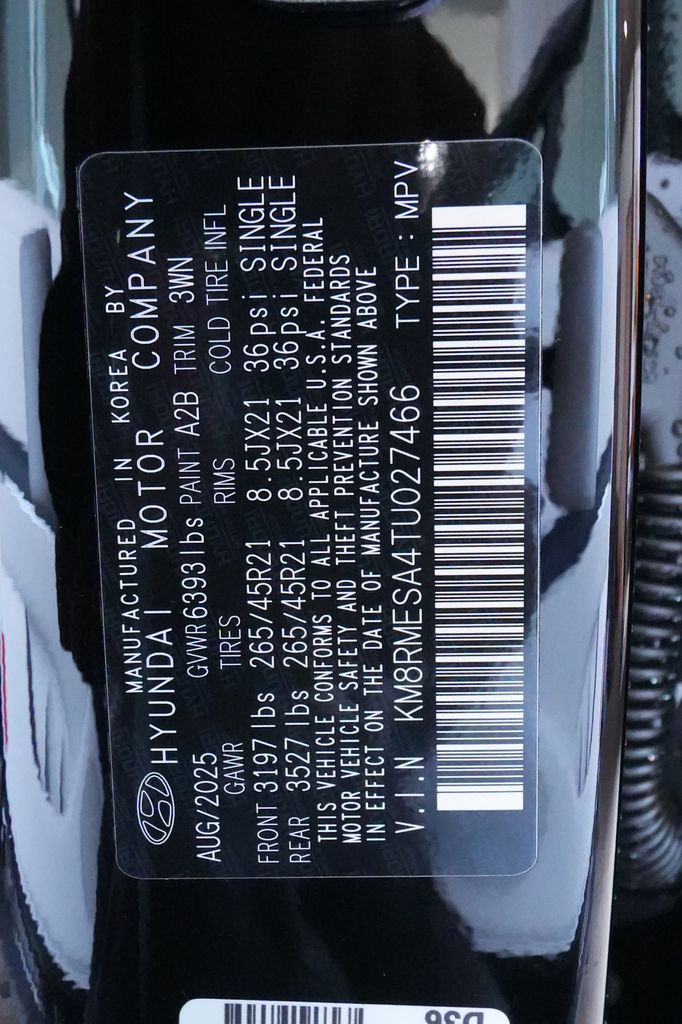 MANUFACTURED IN KOREA BY
HYUNDAI MOTOR COMPANY
AUG/2025 GVWR 6393 lbs PAINT A2B TRIM 3WN
GAWR TIRES RIMS COLD TIRE INFL
FRONT 3197 lbs 265/45R21 8.5JX21 36psi SINGLE
REAR 3527 lbs 265/45R21 8.5JX21 36psi SINGLE
THIS VEHICLE CONFORMS TO ALL APPLICABLE U.S.A. FEDERAL
MOTOR VEHICLE SAFETY AND THEFT PREVENTION STANDARDS
IN EFFECT ON THE DATE OF MANUFACTURE SHOWN ABOVE
V.I.N KM8RMESA4TU027466 TYPE : MPV
D36